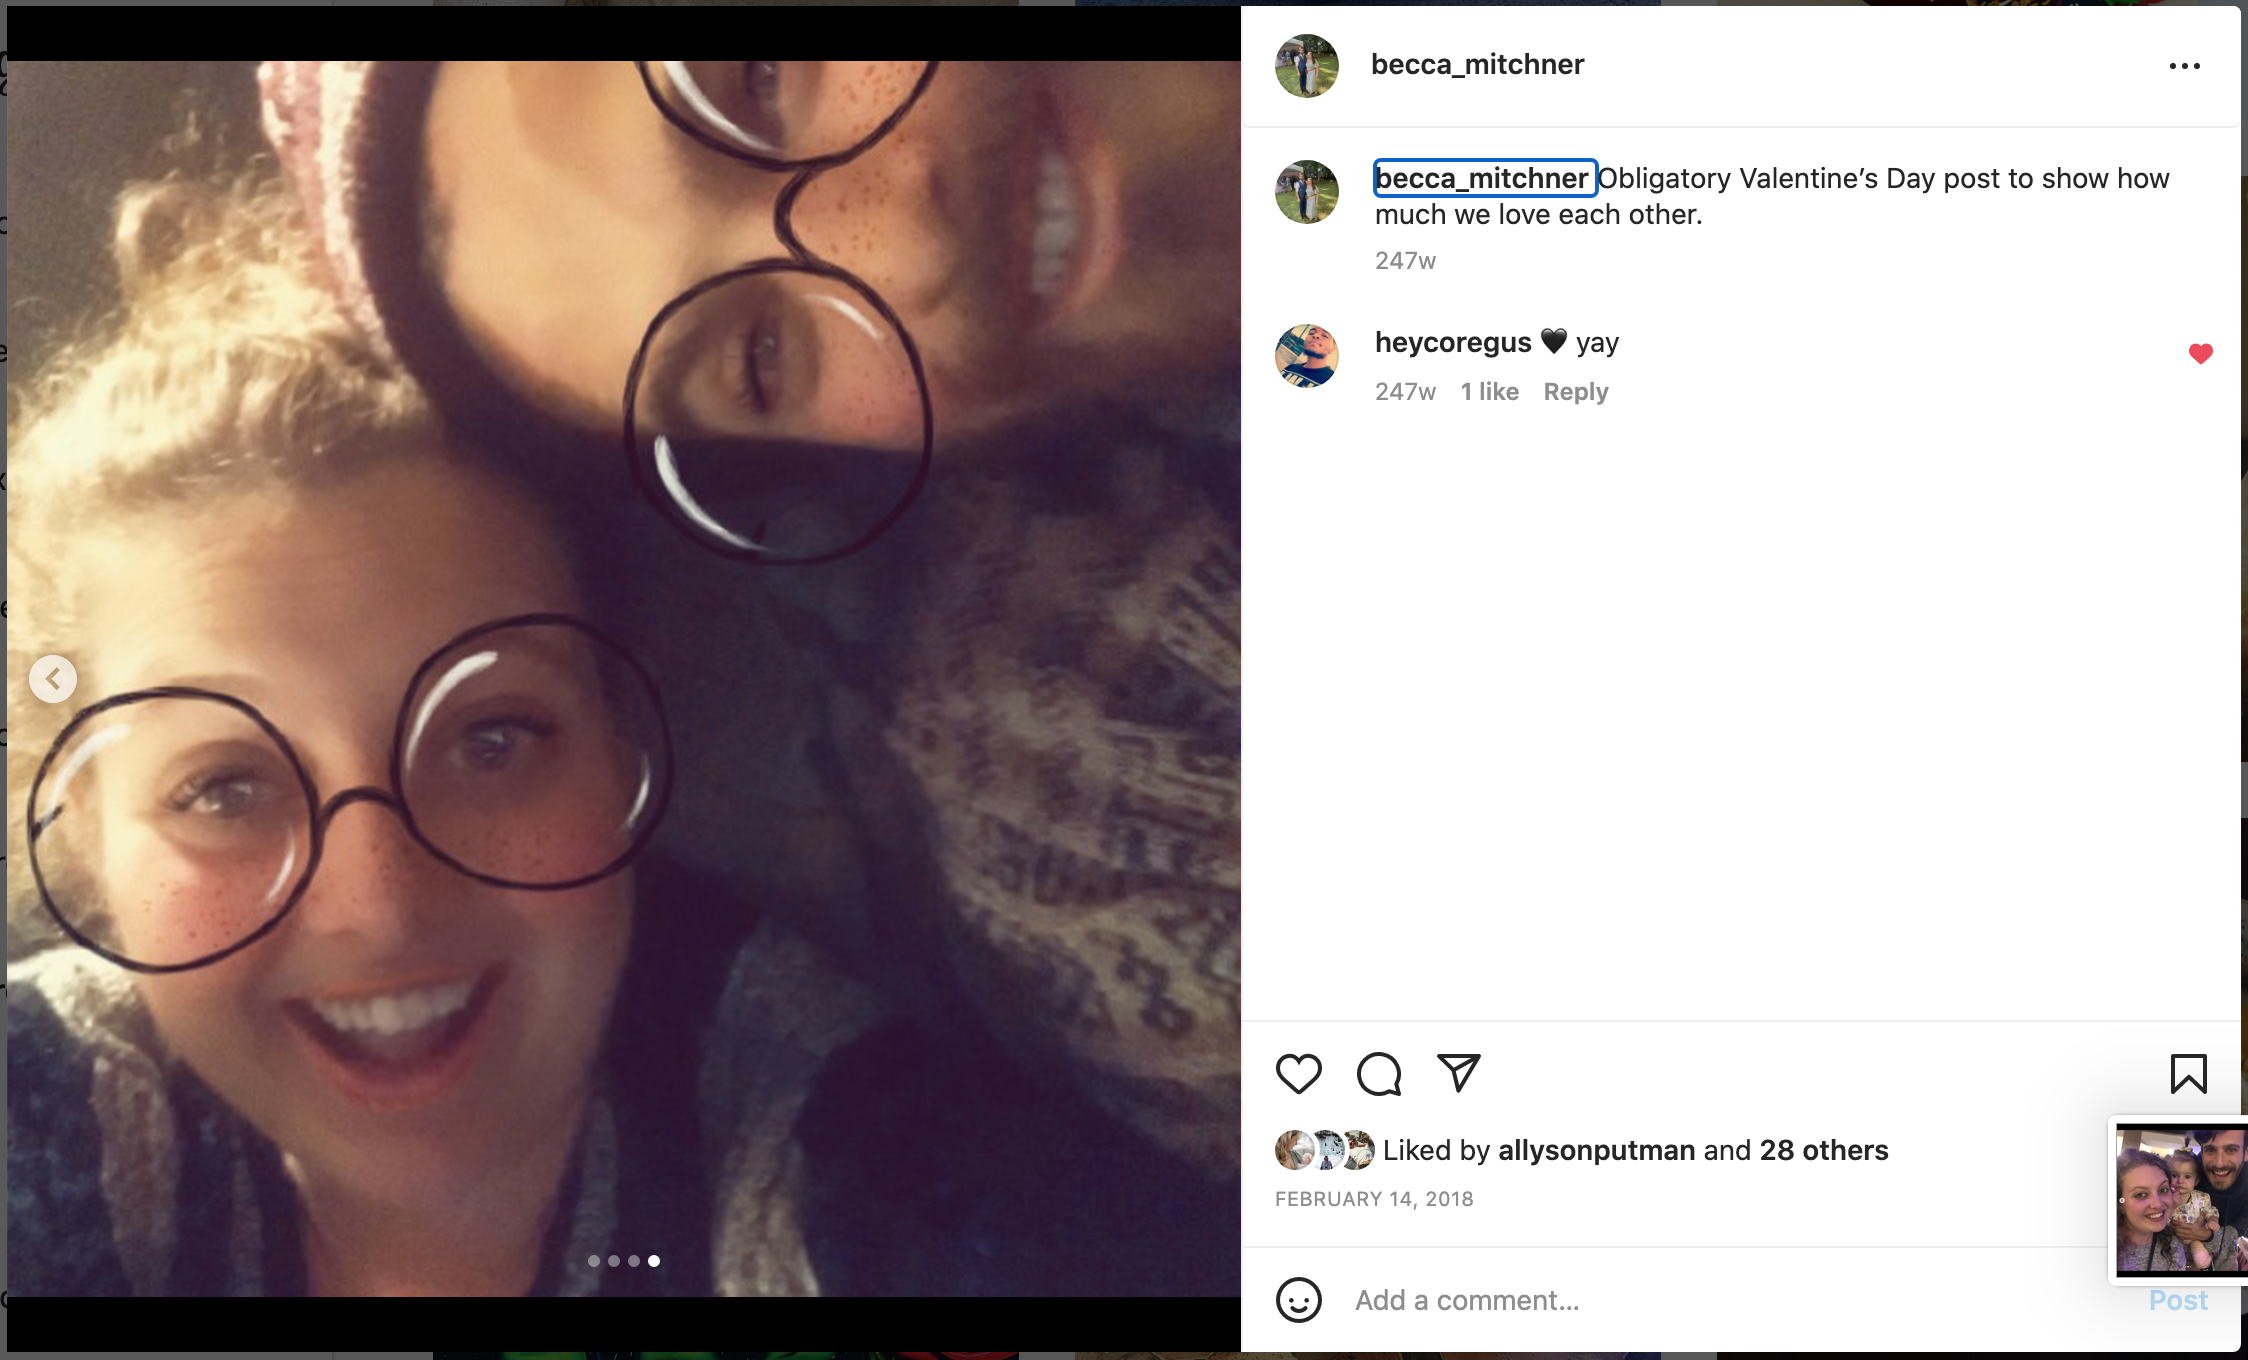 becca_mitchner
becca_mitchner Obligatory Valentine’s Day post to show how
much we love each other.
247w
heycoregus 🖤 yay
247w 1 like Reply
Liked by allysonputman and 28 others
FEBRUARY 14, 2018
Add a comment...
Post